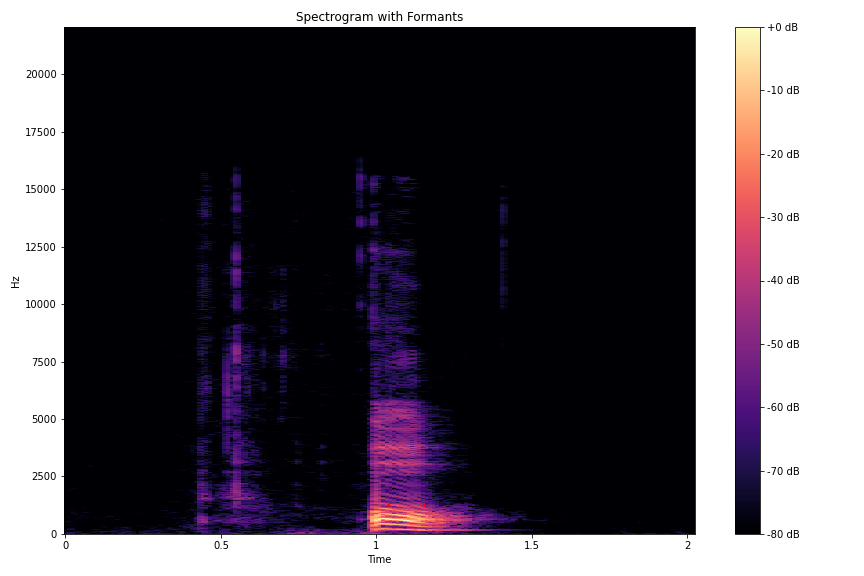 Spectrogram with Formants
20000
17500
15000
12500
10000
7500
5000
2500
0
Hz
0
0.5
1
1.5
2
Time
+0 dB
-10 dB
-20 dB
-30 dB
-40 dB
-50 dB
-60 dB
-70 dB
-80 dB